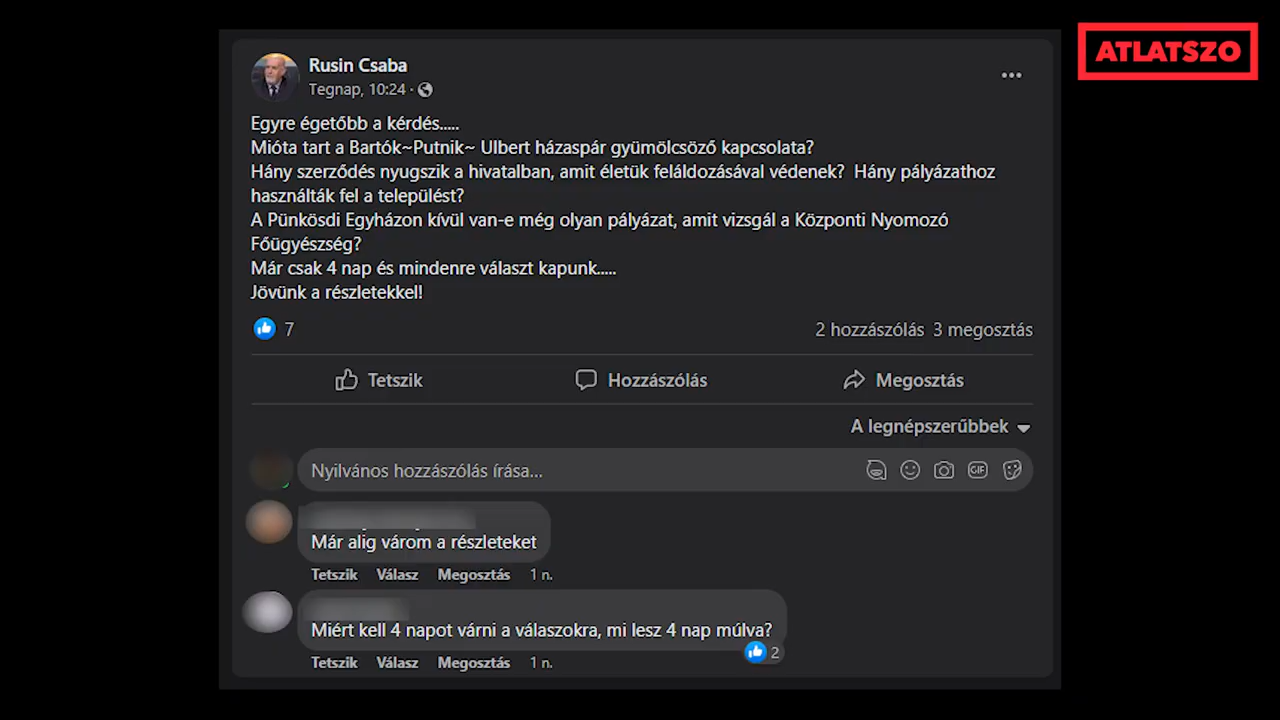 ATLATSZO
Rusin Csaba
Tegnap, 10:24 ·
Egyre égetőbb a kérdés.....
Mióta tart a Bartók~Putnik~ Ulbert házaspár gyümölcsöző kapcsolata?
Hány szerződés nyugszik a hivatalban, amit életük feláldozásával védenek?  Hány pályázathoz
használták fel a települést?
A Pünkösdi Egyházon kívül van-e még olyan pályázat, amit vizsgál a Központi Nyomozó
Főügyészség?
Már csak 4 nap és mindenre választ kapunk.....
Jövünk a részletekkel!
7
2 hozzászólás 3 megosztás
Tetszik Hozzászólás Megosztás
A legnépszerűbbek
Nyilvános hozzászólás írása...
GIF
Már alig várom a részleteket
Tetszik Válasz Megosztás 1 n.
Miért kell 4 napot várni a válaszokra, mi lesz 4 nap múlva?
2
Tetszik Válasz Megosztás 1 n.